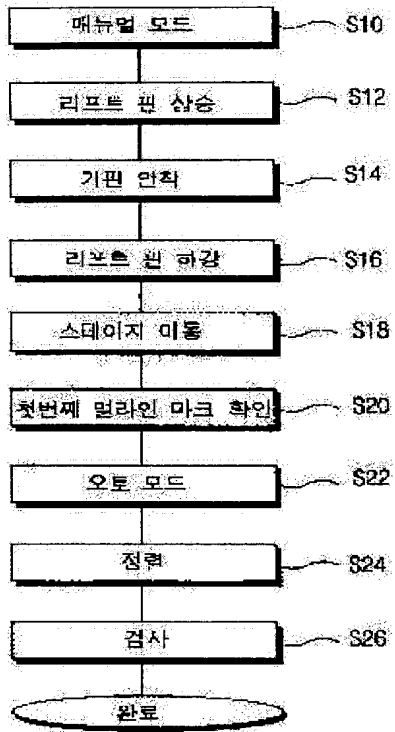 매뉴얼 모드 S10
리프트 핀 상승 S12
기판 안착 S14
리프트 핀 하강 S16
스테이지 이동 S18
첫번째 얼라인 마크 확인 S20
오토 모드 S22
정렬 S24
검사 S26
완료